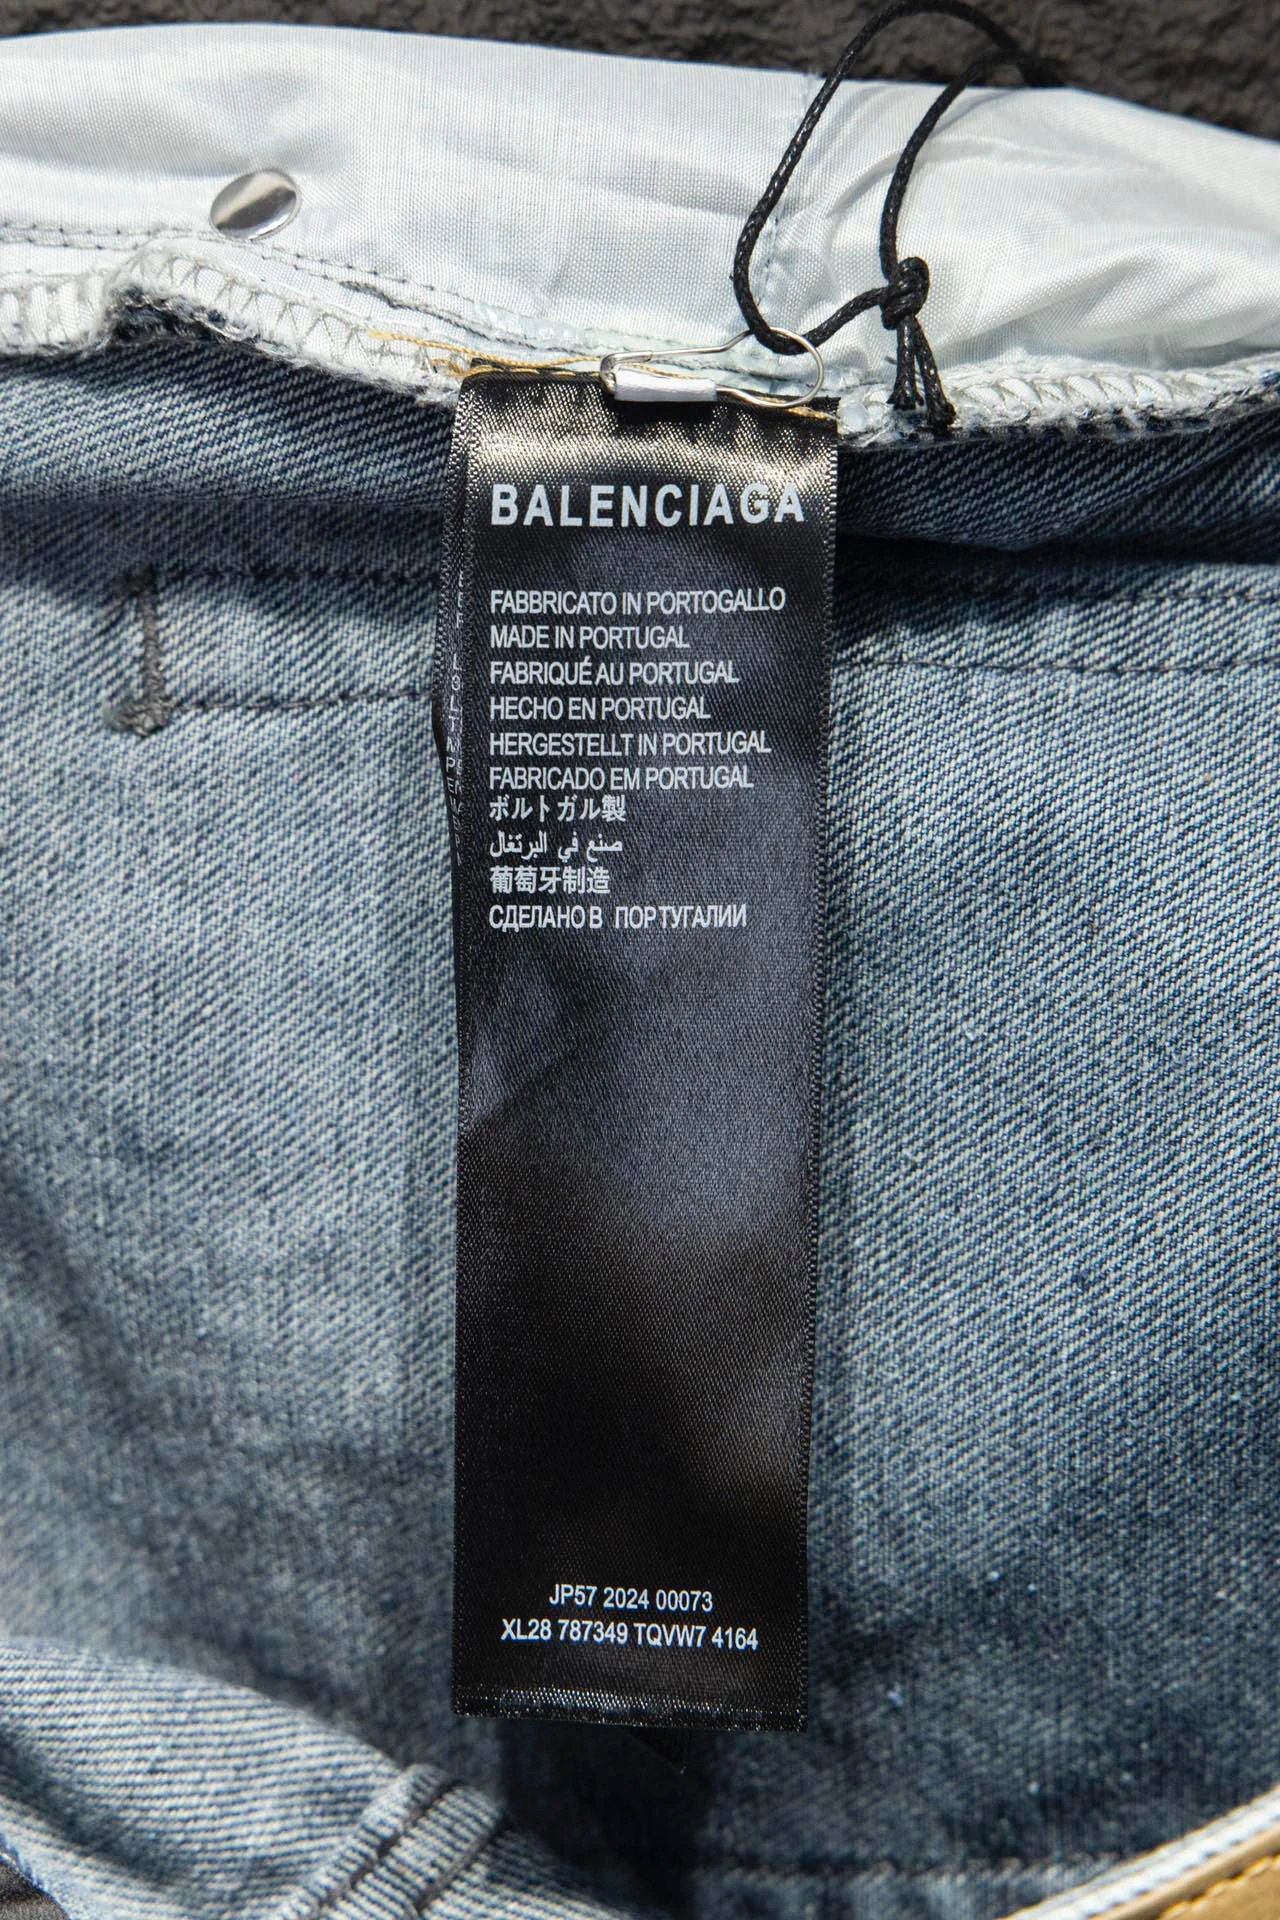 BALENCIAGA
FABBRICATO IN PORTOGALLO
MADE IN PORTUGAL
FABRIQUÉ AU PORTUGAL
HECHO EN PORTUGAL
HERGESTELLT IN PORTUGAL
FABRICADO EM PORTUGAL
ボルトガル製
صنع في البرتغال
葡萄牙制造
СДЕЛАНО В ПОРТУГАЛИИ
JP57 2024 00073
XL28 787349 TQVW7 4164